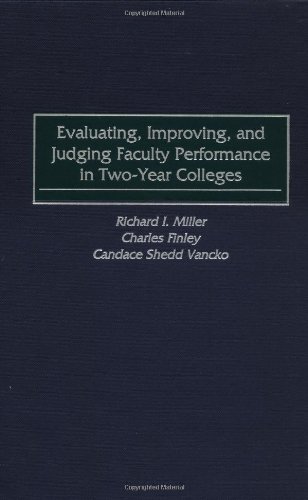 Evaluating, Improving, and
Judging Faculty Performance
in Two-Year Colleges
Richard I. Miller
Charles Finley
Candace Shedd Vancko